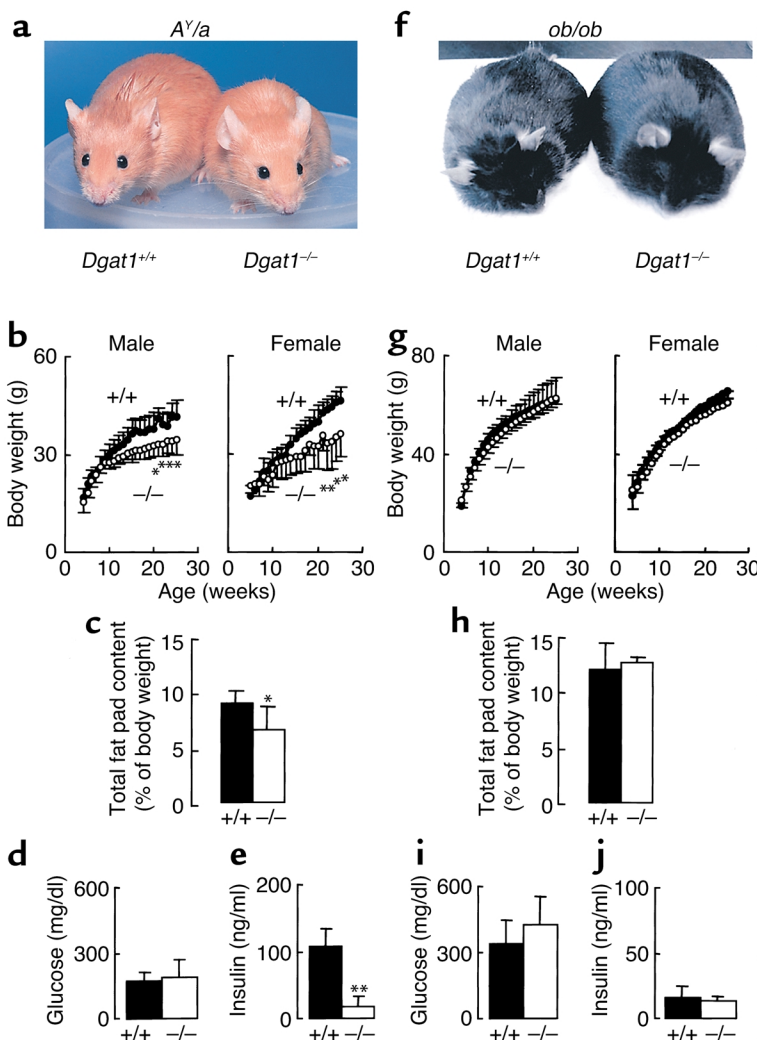 a
Aʸ/a
Dgat1⁺/⁺ Dgat1⁻/⁻
f
ob/ob
Dgat1⁺/⁺ Dgat1⁻/⁻
b
Male Female
Body weight (g)
60
30
0
+/+
–/–
*
***
+/+
–/–
**
**
0 10 20 30 0 10 20 30
Age (weeks)
g
Male Female
Body weight (g)
80
40
0
+/+
–/–
+/+
–/–
0 10 20 30 0 10 20 30
Age (weeks)
c
Total fat pad content
(% of body weight)
15
10
5
0
*
+/+ –/–
h
Total fat pad content
(% of body weight)
15
10
5
0
+/+ –/–
d
Glucose (mg/dl)
600
300
0
+/+ –/–
e
Insulin (ng/ml)
200
100
0
**
+/+ –/–
i
Glucose (mg/dl)
600
300
0
+/+ –/–
j
Insulin (ng/ml)
100
50
0
+/+ –/–